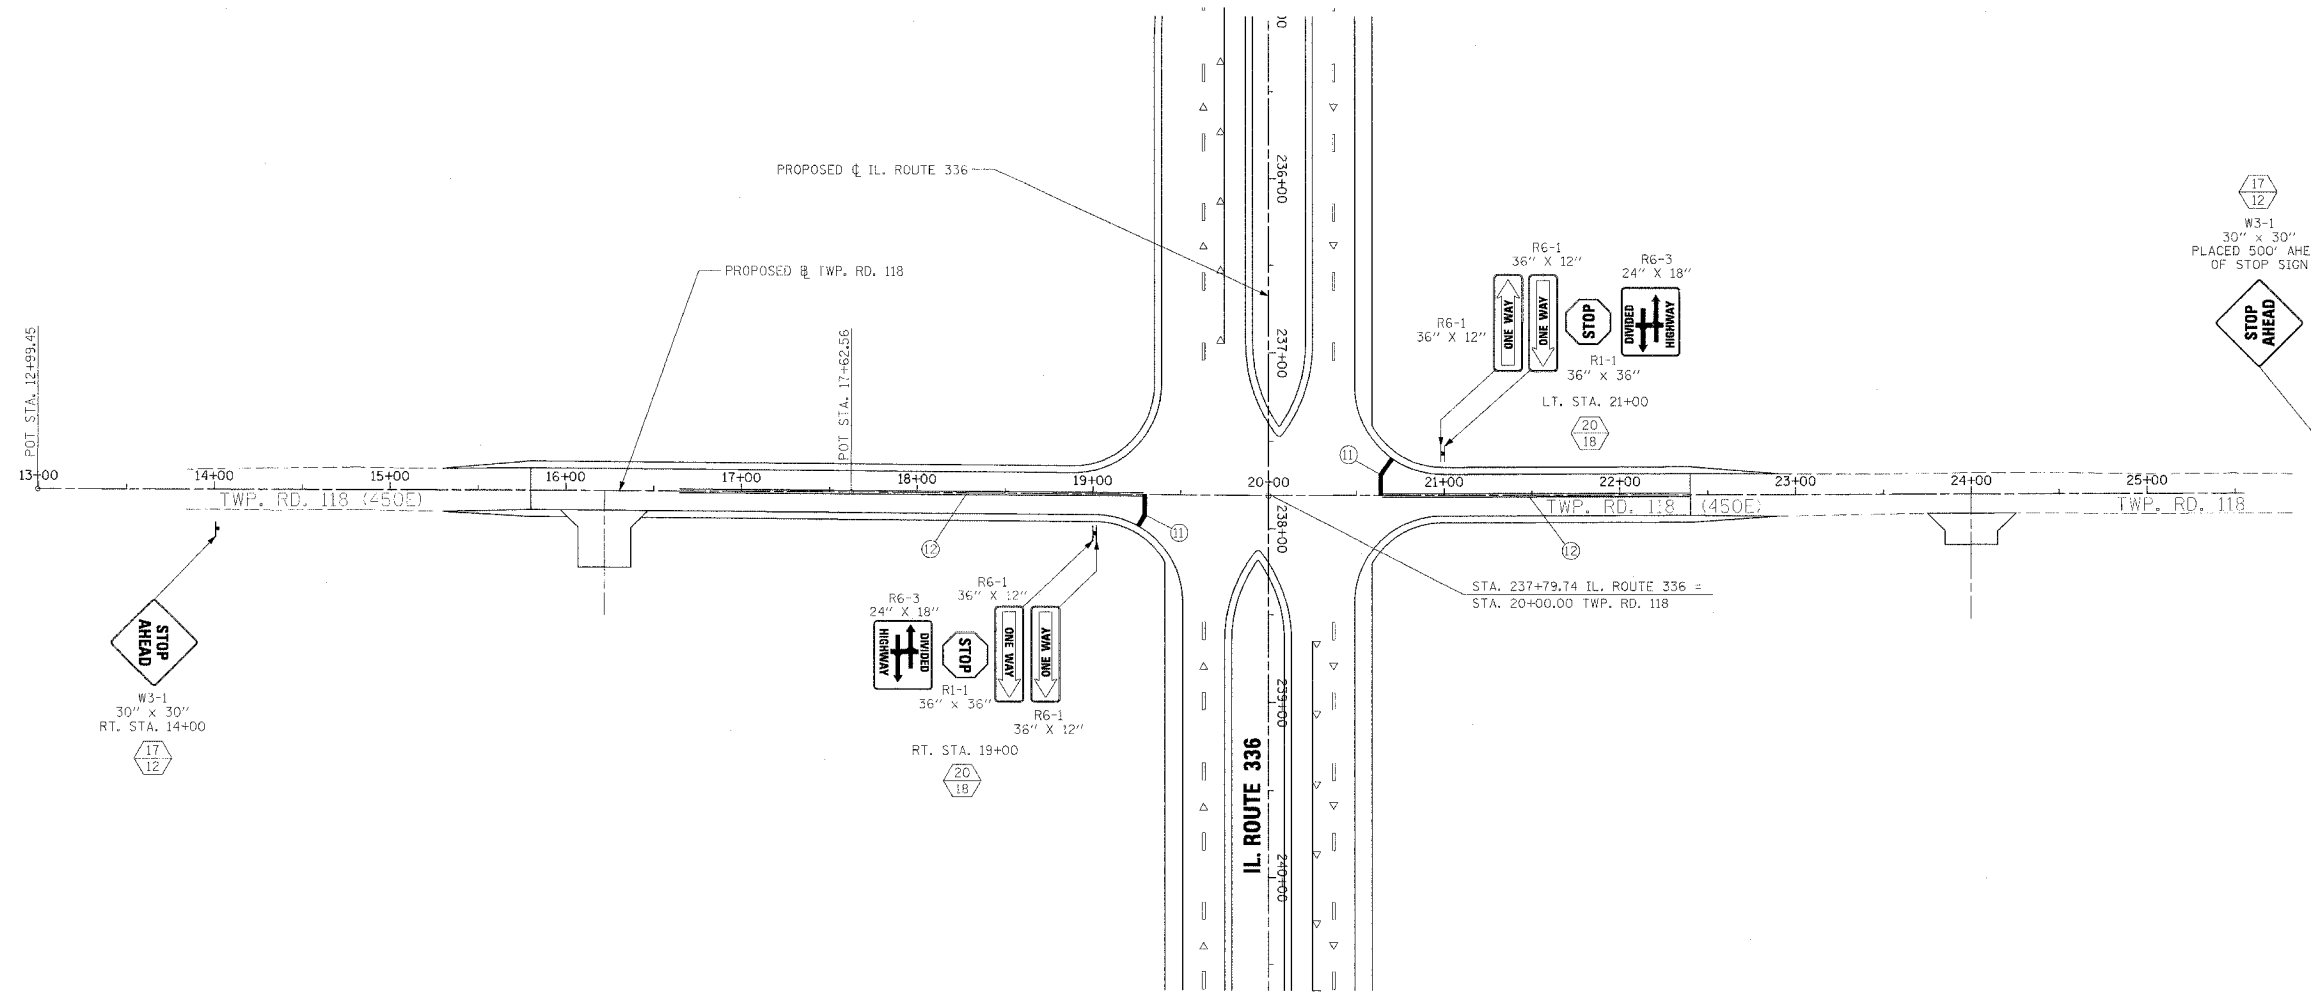 00
PROPOSED ℄ IL. ROUTE 336
236+00
17
12
W3-1
30" x 30"
PLACED 500' AHE
OF STOP SIGN
STOP
AHEAD
PROPOSED TWP. RD. 118
R6-1
36" X 12"
R6-3
24" X 18"
R6-1
36" X 12"
ONE WAY
ONE WAY
STOP
DIVIDED
HIGHWAY
R1-1
36" x 36"
LT. STA. 21+00
20
18
237+00
POT STA. 12+99.45
POT STA. 17+62.56
11
13+00
14+00
15+00
16+00
17+00
18+00
19+00
20+00
21+00
22+00
23+00
24+00
25+00
TWP. RD. 118 (450E)
TWP. RD. 118 (450E)
TWP. RD. 118
12
11
238+00
12
STA. 237+79.74 IL. ROUTE 336 =
STA. 20+00.00 TWP. RD. 118
STOP
AHEAD
W3-1
30" x 30"
RT. STA. 14+00
17
12
R6-3
24" X 18"
R6-1
36" X 12"
DIVIDED
HIGHWAY
STOP
ONE WAY
ONE WAY
R1-1
36" x 36"
R6-1
36" X 12"
RT. STA. 19+00
20
18
239+00
IL. ROUTE 336
240+00